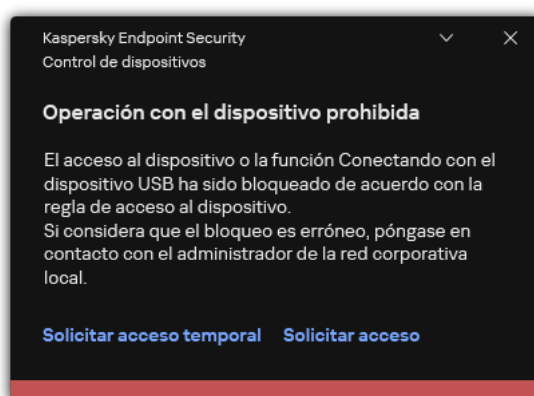 Kaspersky Endpoint Security
Control de dispositivos
Operación con el dispositivo prohibida
El acceso al dispositivo o la función Conectando con el
dispositivo USB ha sido bloqueado de acuerdo con la
regla de acceso al dispositivo.
Si considera que el bloqueo es erróneo, póngase en
contacto con el administrador de la red corporativa
local.
Solicitar acceso temporal Solicitar acceso